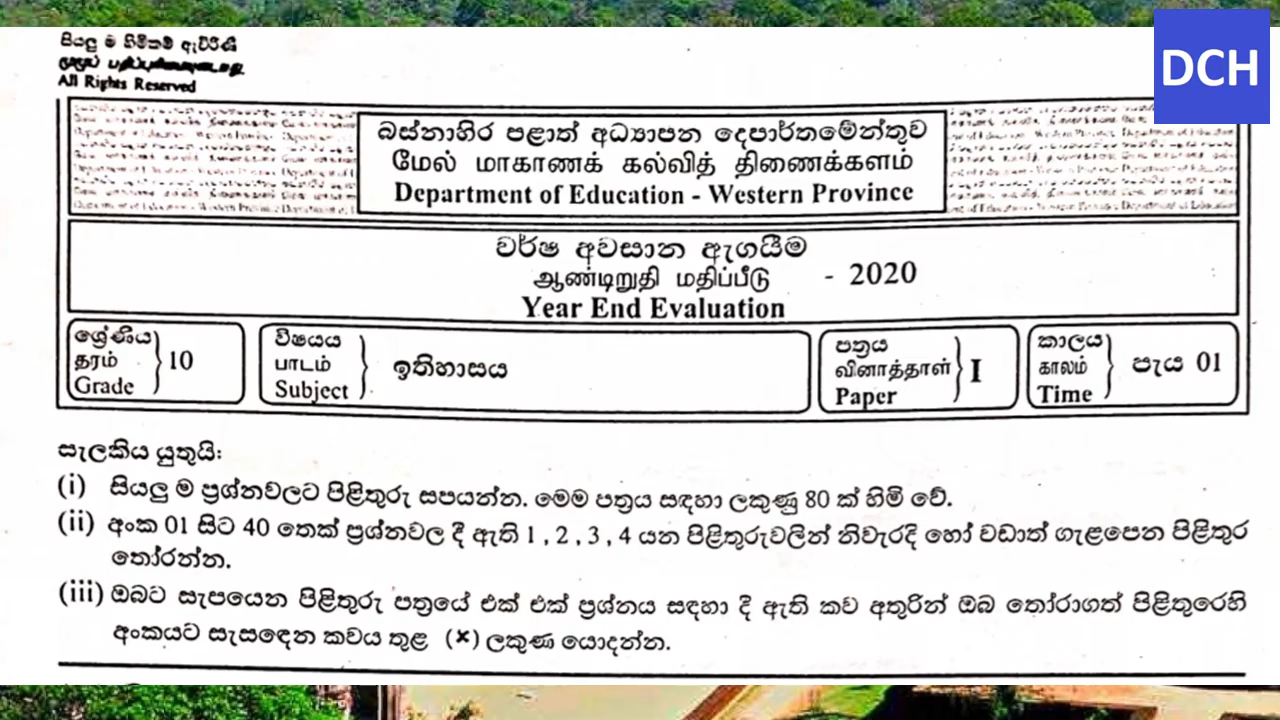 සියලු ම හිමිකම් ඇවිරිණි
All Rights Reserved
DCH
බස්නාහිර පළාත් අධ්‍යාපන දෙපාර්තමේන්තුව
மேல் மாகாணக் கல்வித் திணைக்களம்
Department of Education - Western Province
වර්ෂ අවසාන ඇගයීම
ஆண்டிறுதி மதிப்பீடு - 2020
Year End Evaluation
ශ්‍රේණිය
தரம் 10
Grade
විෂයය
பாடம் ඉතිහාසය
Subject
පත්‍රය
வினாத்தாள் I
Paper
කාලය
காலம் පැය 01
Time
සැලකිය යුතුයි:
(i) සියලු ම ප්‍රශ්නවලට පිළිතුරු සපයන්න. මෙම පත්‍රය සඳහා ලකුණු 80 ක් හිමි වේ.
(ii) අංක 01 සිට 40 තෙක් ප්‍රශ්නවල දී ඇති 1 , 2 , 3 , 4 යන පිළිතුරුවලින් නිවැරදි හෝ වඩාත් ගැළපෙන පිළිතුර
තෝරන්න.
(iii) ඔබට සැපයෙන පිළිතුරු පත්‍රයේ එක් එක් ප්‍රශ්නය සඳහා දී ඇති කව අතුරින් ඔබ තෝරාගත් පිළිතුරෙහි
අංකයට සැසඳෙන කවය තුළ (×) ලකුණ යොදන්න.